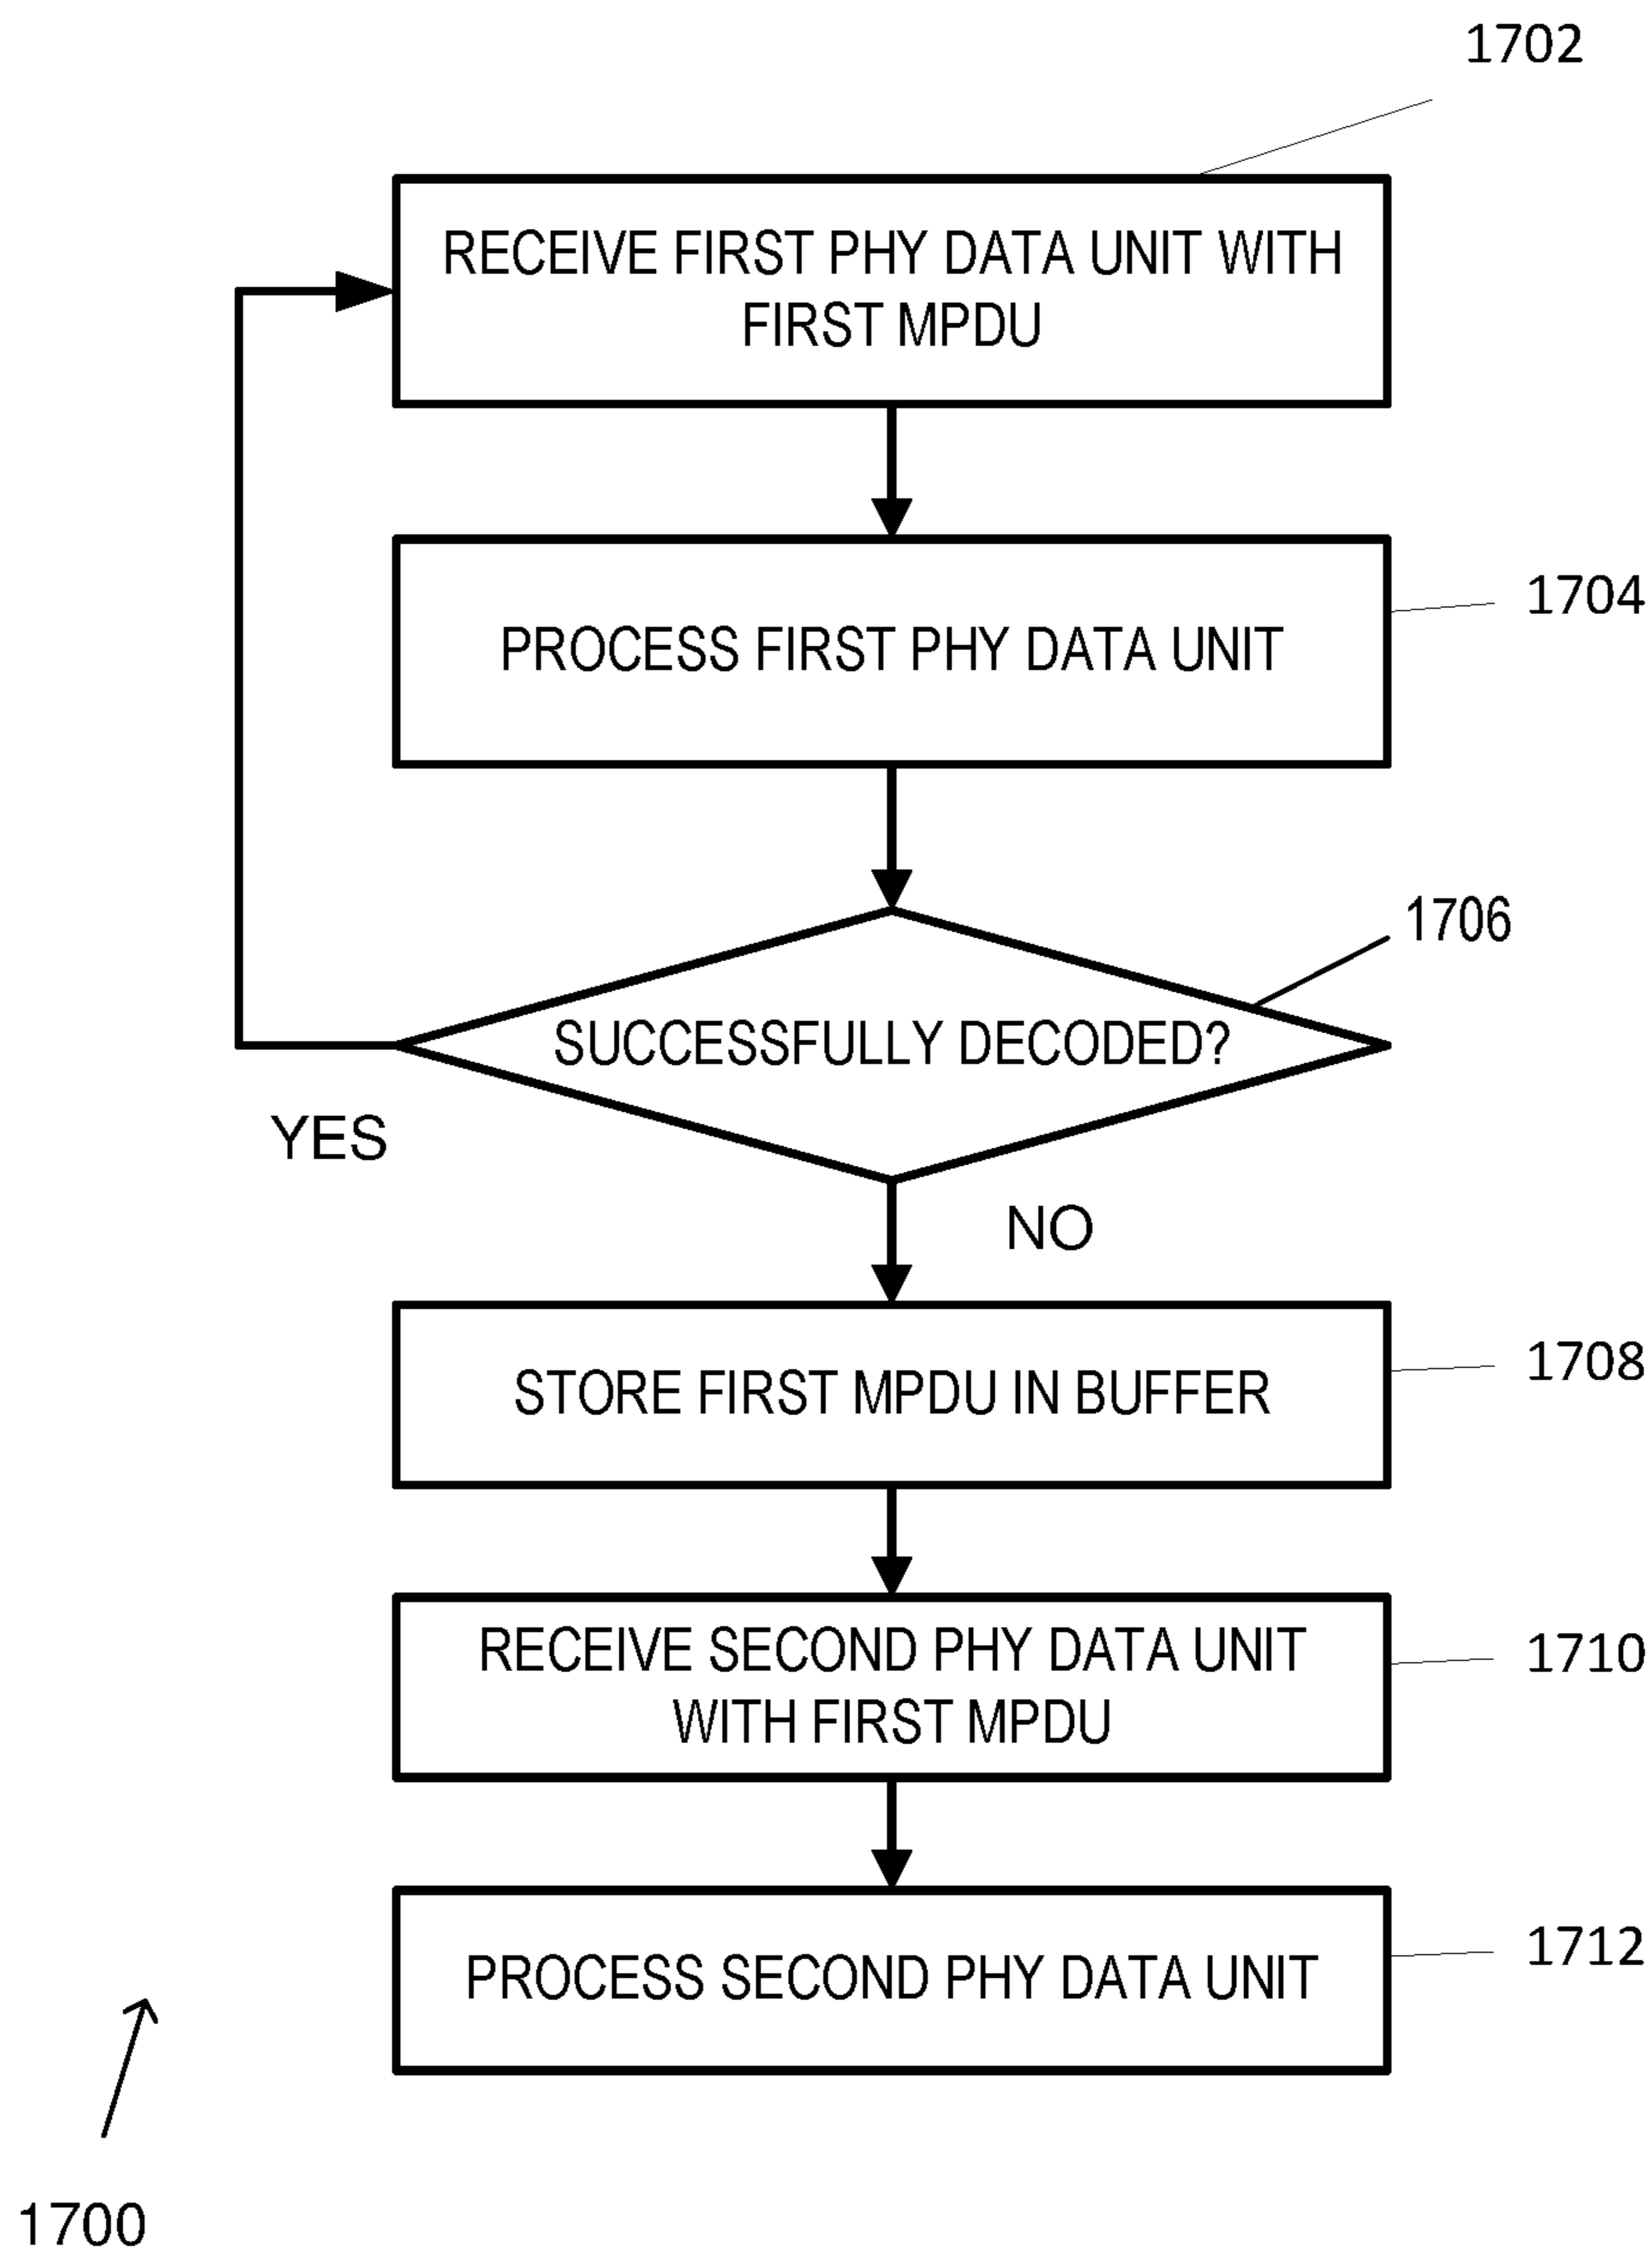 1702
RECEIVE FIRST PHY DATA UNIT WITH
FIRST MPDU
PROCESS FIRST PHY DATA UNIT
1704
1706
SUCCESSFULLY DECODED?
YES
NO
STORE FIRST MPDU IN BUFFER
1708
RECEIVE SECOND PHY DATA UNIT
WITH FIRST MPDU
1710
PROCESS SECOND PHY DATA UNIT
1712
1700